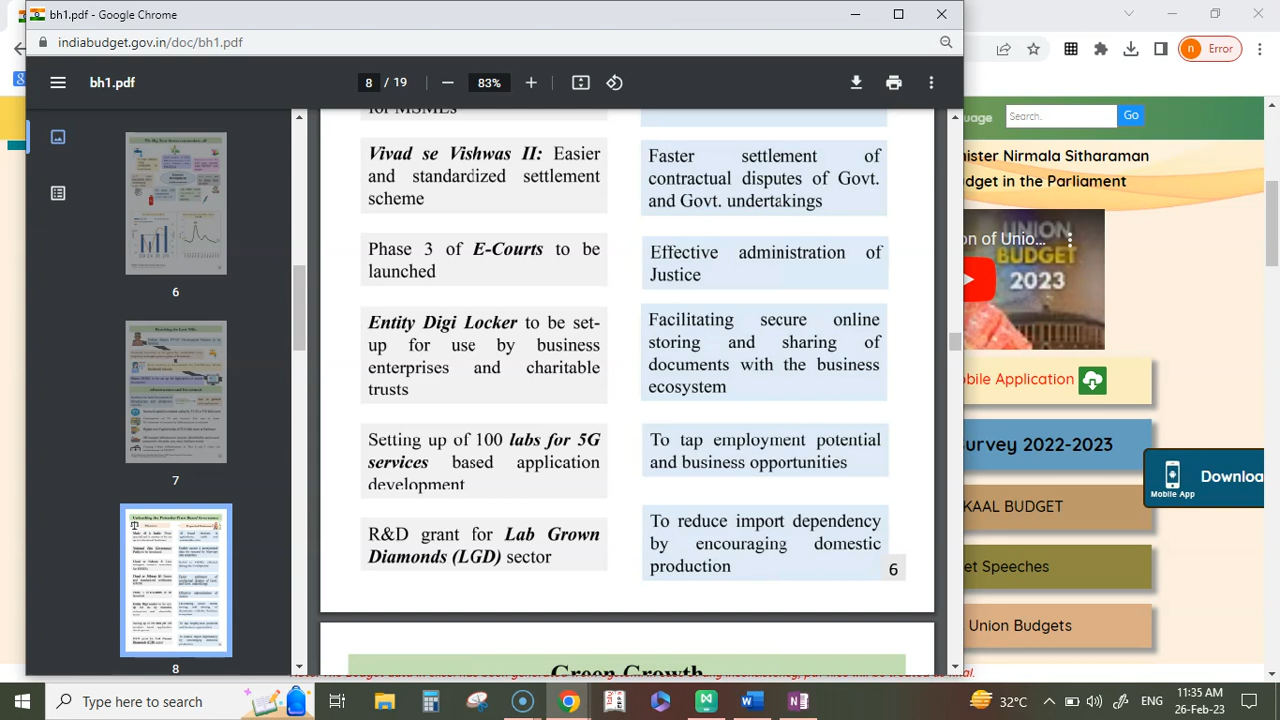 bh1.pdf - Google Chrome
indiabudget.gov.in/doc/bh1.pdf
n Error
bh1.pdf
8 / 19
83%
6
7
8
for MSMEs
Vivad se Vishwas II: Easier
and standardized settlement
scheme
Faster settlement of
contractual disputes of Govt.
and Govt. undertakings
Phase 3 of E-Courts to be
launched
Effective administration of
Justice
Entity Digi Locker to be set-
up for use by business
enterprises and charitable
trusts
Facilitating secure online
storing and sharing of
documents with the business
ecosystem
Setting up of 100 labs for 5G
services based application
development
To tap employment potential
and business opportunities
R&D grant for Lab Grown
Diamonds (LGD) sector
To reduce import dependency
by encouraging domestic
production
6
Green Growth
uage
Search.
Go
ister Nirmala Sitharaman
dget in the Parliament
on of Unio...
UNION
BUDGET
2023
obile Application
urvey 2022-2023
Downloa
Mobile App
KAAL BUDGET
et Speeches
Union Budgets
Type here to search
32°C
ENG
11:35 AM
26-Feb-23